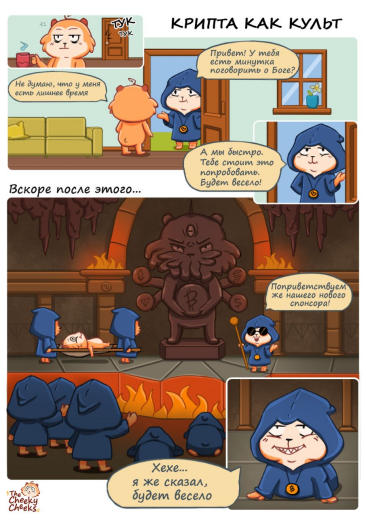 КРИПТА КАК КУЛЬТ
ТУК
ТУК
Привет! У тебя
есть минутка
поговорить о Боге?
Не думаю, что у меня
есть лишнее время
А мы быстро.
Тебе стоит это
попробовать.
Будет весело!
Вскоре после этого...
Поприветствуем
же нашего нового
спонсора!
Хехе...
я же сказал,
будет весело
The
Cheeky
Cheeks